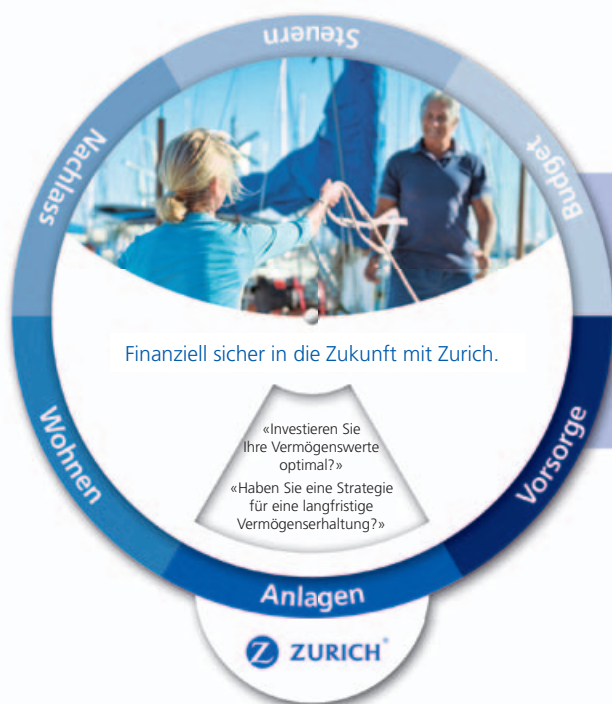 Steuern
Nachlass
Budget
Finanziell sicher in die Zukunft mit Zurich.
«Investieren Sie
Ihre Vermögenswerte
optimal?»
«Haben Sie eine Strategie
für eine langfristige
Vermögenserhaltung?»
Wohnen
Vorsorge
Anlagen
ZURICH®